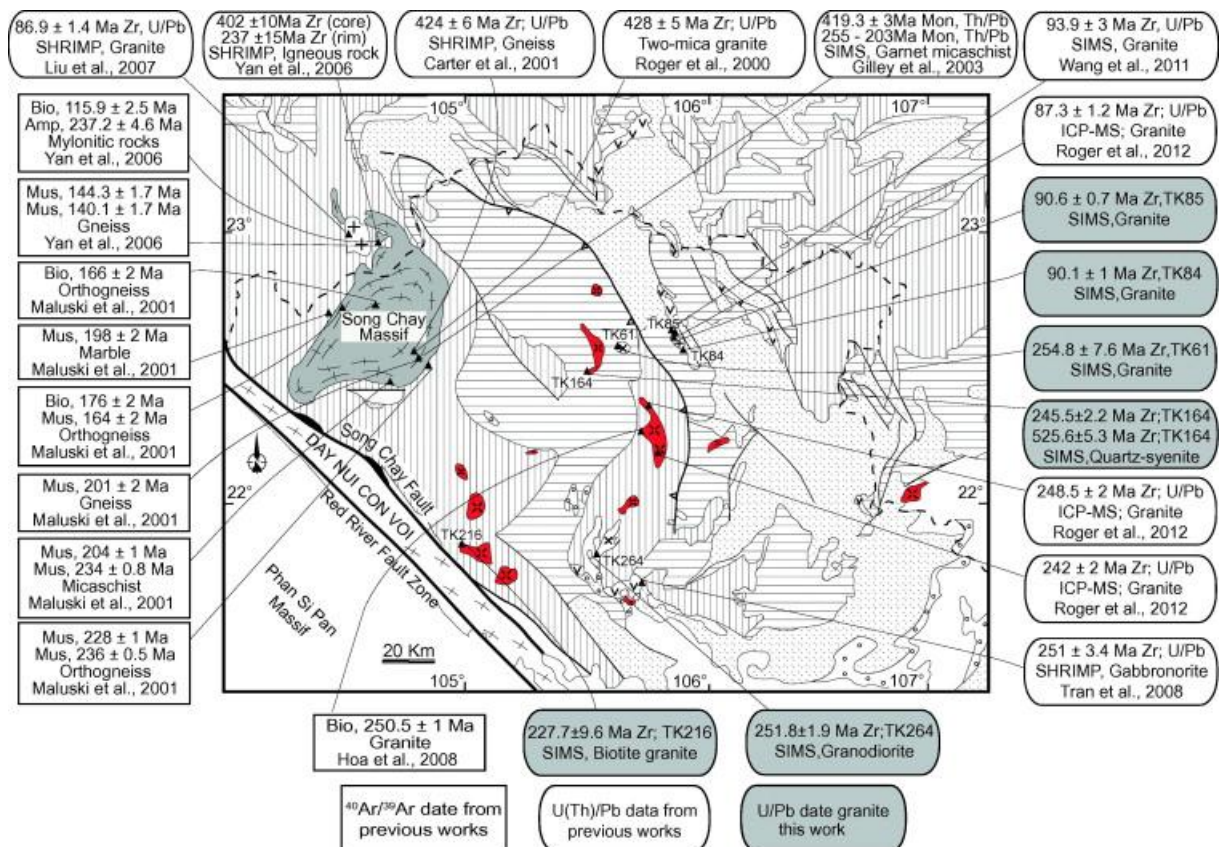 86.9 ± 1.4 Ma Zr, U/Pb
SHRIMP, Granite
Liu et al., 2007
402 ±10Ma Zr (core)
237 ±15Ma Zr (rim)
SHRIMP, Igneous rock
Yan et al., 2006
424 ± 6 Ma Zr; U/Pb
SHRIMP, Gneiss
Carter et al., 2001
428 ± 5 Ma Zr; U/Pb
Two-mica granite
Roger et al., 2000
419.3 ± 3Ma Mon, Th/Pb
255 - 203Ma Mon, Th/Pb
SIMS, Garnet micaschist
Gilley et al., 2003
93.9 ± 3 Ma Zr, U/Pb
SIMS, Granite
Wang et al., 2011
Bio, 115.9 ± 2.5 Ma
Amp, 237.2 ± 4.6 Ma
Mylonitic rocks
Yan et al., 2006
Mus, 144.3 ± 1.7 Ma
Mus, 140.1 ± 1.7 Ma
Gneiss
Yan et al., 2006
Bio, 166 ± 2 Ma
Orthogneiss
Maluski et al., 2001
Mus, 198 ± 2 Ma
Marble
Maluski et al., 2001
Bio, 176 ± 2 Ma
Mus, 164 ± 2 Ma
Orthogneiss
Maluski et al., 2001
Mus, 201 ± 2 Ma
Gneiss
Maluski et al., 2001
Mus, 204 ± 1 Ma
Mus, 234 ± 0.8 Ma
Micaschist
Maluski et al., 2001
Mus, 228 ± 1 Ma
Mus, 236 ± 0.5 Ma
Orthogneiss
Maluski et al., 2001
105°
106°
107°
23°
23°
22°
22°
Song Chay
Massif
TK61
TK85
TK84
TK164
Song Chay Fault
DAY NUI CON VOI
Red River Fault Zone
Phan Si Pan
Massif
TK216
TK264
20 Km
105°
106°
107°
87.3 ± 1.2 Ma Zr; U/Pb
ICP-MS; Granite
Roger et al., 2012
90.6 ± 0.7 Ma Zr,TK85
SIMS,Granite
90.1 ± 1 Ma Zr,TK84
SIMS,Granite
254.8 ± 7.6 Ma Zr,TK61
SIMS,Granite
245.5±2.2 Ma Zr;TK164
525.6±5.3 Ma Zr;TK164
SIMS,Quartz-syenite
248.5 ± 2 Ma Zr; U/Pb
ICP-MS; Granite
Roger et al., 2012
242 ± 2 Ma Zr; U/Pb
ICP-MS; Granite
Roger et al., 2012
251 ± 3.4 Ma Zr; U/Pb
SHRIMP, Gabbronorite
Tran et al., 2008
Bio, 250.5 ± 1 Ma
Granite
Hoa et al., 2008
227.7±9.6 Ma Zr; TK216
SIMS, Biotite granite
251.8±1.9 Ma Zr;TK264
SIMS,Granodiorite
⁴⁰Ar/³⁹Ar date from
previous works
U(Th)/Pb data from
previous works
U/Pb date granite
this work